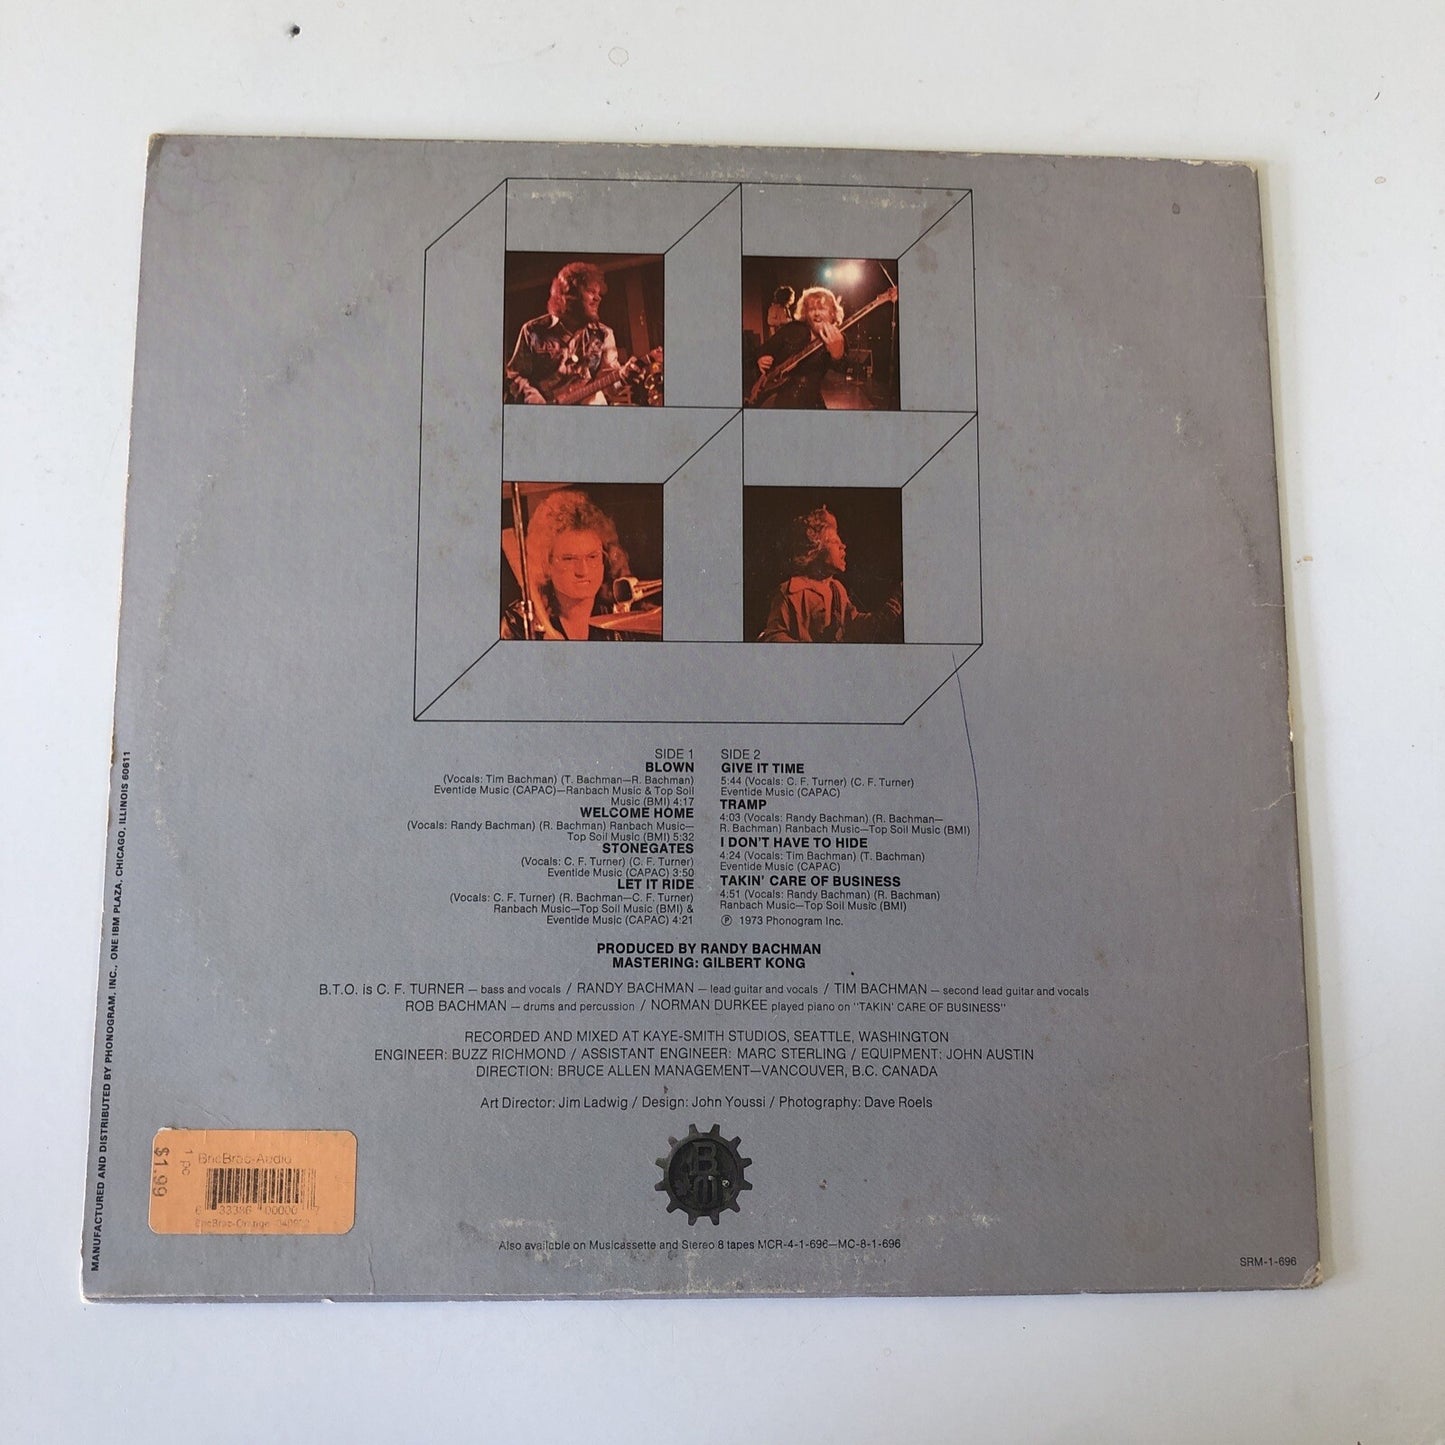 SIDE 1
BLOWN
(Vocals: Tim Bachman) (T. Bachman—R. Bachman)
Eventide Music (CAPAC)—Ranbach Music & Top Soil
Music (BMI) 4:17
WELCOME HOME
(Vocals: Randy Bachman) (R. Bachman) Ranbach Music—
Top Soil Music (BMI) 5:32
STONEGATES
(Vocals: C. F. Turner) (C. F. Turner)
Eventide Music (CAPAC) 3:50
LET IT RIDE
(Vocals: C. F. Turner) (R. Bachman—C. F. Turner)
Ranbach Music—Top Soil Music (BMI) &
Eventide Music (CAPAC) 4:21
SIDE 2
GIVE IT TIME
5:44 (Vocals: C. F. Turner) (C. F. Turner)
Eventide Music (CAPAC)
TRAMP
4:03 (Vocals: Randy Bachman) (R. Bachman—
R. Bachman) Ranbach Music—Top Soil Music (BMI)
I DON'T HAVE TO HIDE
4:24 (Vocals: Tim Bachman) (T. Bachman)
Eventide Music (CAPAC)
TAKIN' CARE OF BUSINESS
4:51 (Vocals: Randy Bachman) (R. Bachman)
Ranbach Music—Top Soil Music (BMI)
℗ 1973 Phonogram Inc.
PRODUCED BY RANDY BACHMAN
MASTERING: GILBERT KONG
B.T.O. is C. F. TURNER — bass and vocals / RANDY BACHMAN — lead guitar and vocals / TIM BACHMAN — second lead guitar and vocals
ROB BACHMAN — drums and percussion / NORMAN DURKEE played piano on "TAKIN' CARE OF BUSINESS"
RECORDED AND MIXED AT KAYE-SMITH STUDIOS, SEATTLE, WASHINGTON
ENGINEER: BUZZ RICHMOND / ASSISTANT ENGINEER: MARC STERLING / EQUIPMENT: JOHN AUSTIN
DIRECTION: BRUCE ALLEN MANAGEMENT—VANCOUVER, B.C. CANADA
Art Director: Jim Ladwig / Design: John Youssi / Photography: Dave Roels
Also available on Musicassette and Stereo 8 tapes MCR-4-1-696—MC-8-1-696
SRM-1-696
MANUFACTURED AND DISTRIBUTED BY PHONOGRAM, INC., ONE IBM PLAZA, CHICAGO, ILLINOIS 60611
$1.99
1 pc
BricBrac-Audio
6 33386 00000 7
BricBrac-Orange